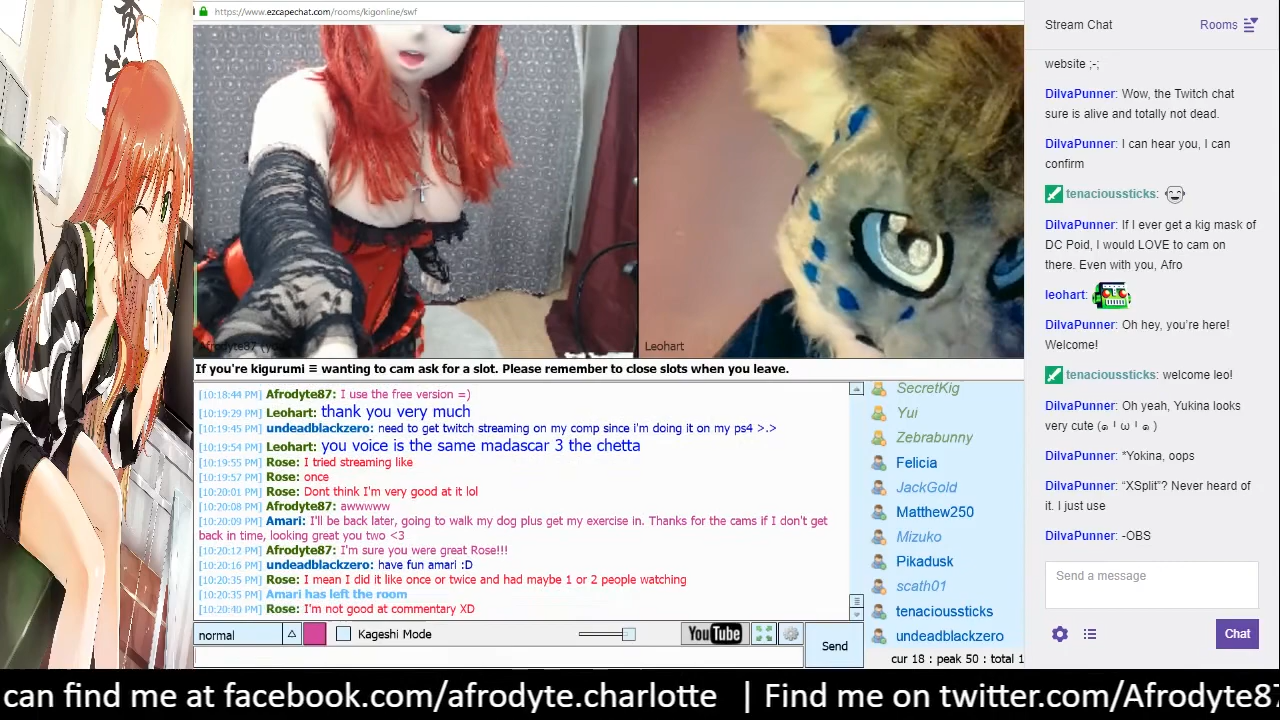 https://www.ezcapechat.com/rooms/kigonline/swf
Leohart
If you're kigurumi ≡ wanting to cam ask for a slot. Please remember to close slots when you leave.
[10:18:44 PM] Afrodyte87: I use the free version =)
[10:19:29 PM] Leohart: thank you very much
[10:19:45 PM] undeadblackzero: need to get twitch streaming on my comp since i'm doing it on my ps4 >.>
[10:19:54 PM] Leohart: you voice is the same madascar 3 the chetta
[10:19:55 PM] Rose: I tried streaming like
[10:19:57 PM] Rose: once
[10:20:01 PM] Rose: Dont think I'm very good at it lol
[10:20:08 PM] Afrodyte87: awwwww
[10:20:09 PM] Amari: I'll be back later, going to walk my dog plus get my exercise in. Thanks for the cams if I don't get
back in time, looking great you two <3
[10:20:12 PM] Afrodyte87: I'm sure you were great Rose!!!
[10:20:16 PM] undeadblackzero: have fun amari :D
[10:20:35 PM] Rose: I mean I did it like once or twice and had maybe 1 or 2 people watching
[10:20:35 PM] Amari has left the room
[10:20:40 PM] Rose: I'm not good at commentary XD
SecretKig
Yui
Zebrabunny
Felicia
JackGold
Matthew250
Mizuko
Pikadusk
scath01
tenacioussticks
undeadblackzero
normal
Kageshi Mode
YouTube
Send
cur 18 : peak 50 : total 1
Stream Chat
Rooms
website ;-;
DilvaPunner: Wow, the Twitch chat
sure is alive and totally not dead.
DilvaPunner: I can hear you, I can
confirm
tenacioussticks:
DilvaPunner: If I ever get a kig mask of
DC Poid, I would LOVE to cam on
there. Even with you, Afro
leohart:
DilvaPunner: Oh hey, you're here!
Welcome!
tenacioussticks: welcome leo!
DilvaPunner: Oh yeah, Yukina looks
very cute (๑╹ω╹๑)
DilvaPunner: *Yokina, oops
DilvaPunner: “XSplit”? Never heard of
it. I just use
DilvaPunner: -OBS
Send a message
Chat
can find me at facebook.com/afrodyte.charlotte | Find me on twitter.com/Afrodyte87